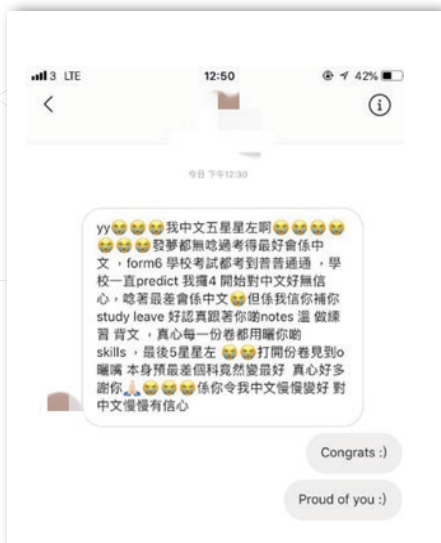 3 LTE 12:50 42%
今日 下午12:30
yy😭😭😭我中文五星星左啊😭😭😭😭
😭😭😭發夢都無唸過考得最好會係中
文 ，form6 學校考試都考到普普通通 ，學
校一直predict 我攞4 開始對中文好無信
心，唸著最差會係中文😭但係我信你補你
study leave 好認真跟著你啲notes 溫 做練
習 背文 ，真心每一份卷都用曬你啲
skills ，最後5星星左 😭😭打開份卷見到o
曬嘴 本身預最差個科竟然變最好 真心好多
謝你🙏🏻😭😭😭係你令我中文慢慢變好 對
中文慢慢有信心
Congrats :)
Proud of you :)